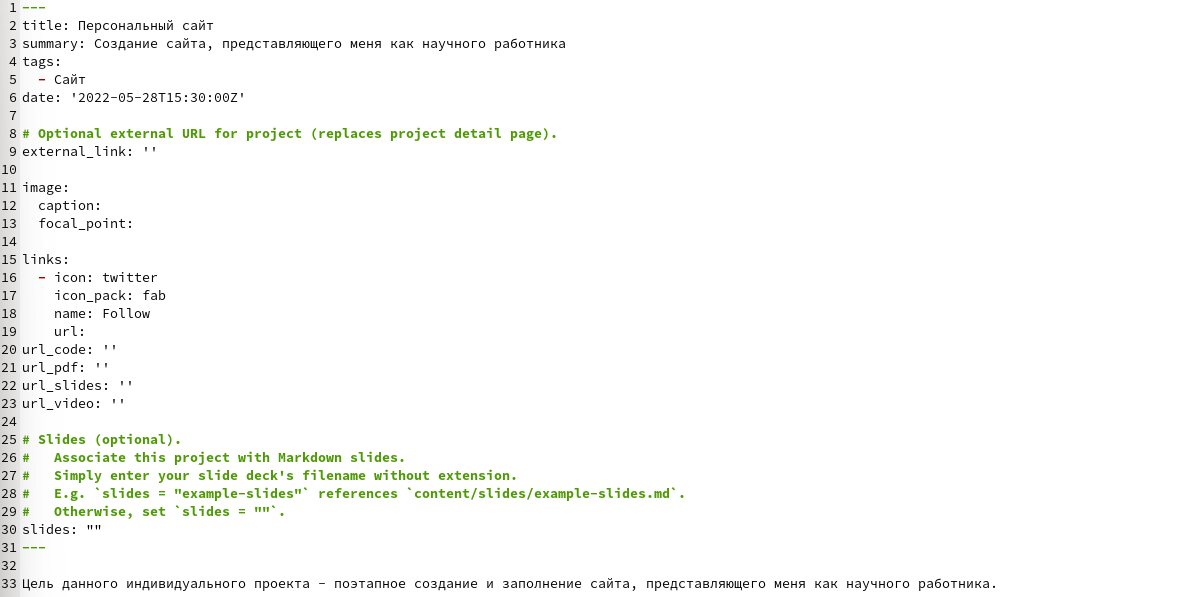 1 ---
2 title: Персональный сайт
3 summary: Создание сайта, представляющего меня как научного работника
4 tags:
5   - Сайт
6 date: '2022-05-28T15:30:00Z'
7
8 # Optional external URL for project (replaces project detail page).
9 external_link: ''
10
11 image:
12   caption:
13   focal_point:
14
15 links:
16   - icon: twitter
17     icon_pack: fab
18     name: Follow
19     url:
20 url_code: ''
21 url_pdf: ''
22 url_slides: ''
23 url_video: ''
24
25 # Slides (optional).
26 #   Associate this project with Markdown slides.
27 #   Simply enter your slide deck's filename without extension.
28 #   E.g. `slides = "example-slides"` references `content/slides/example-slides.md`.
29 #   Otherwise, set `slides = ""`.
30 slides: ""
31 ---
32
33 Цель данного индивидуального проекта - поэтапное создание и заполнение сайта, представляющего меня как научного работника.